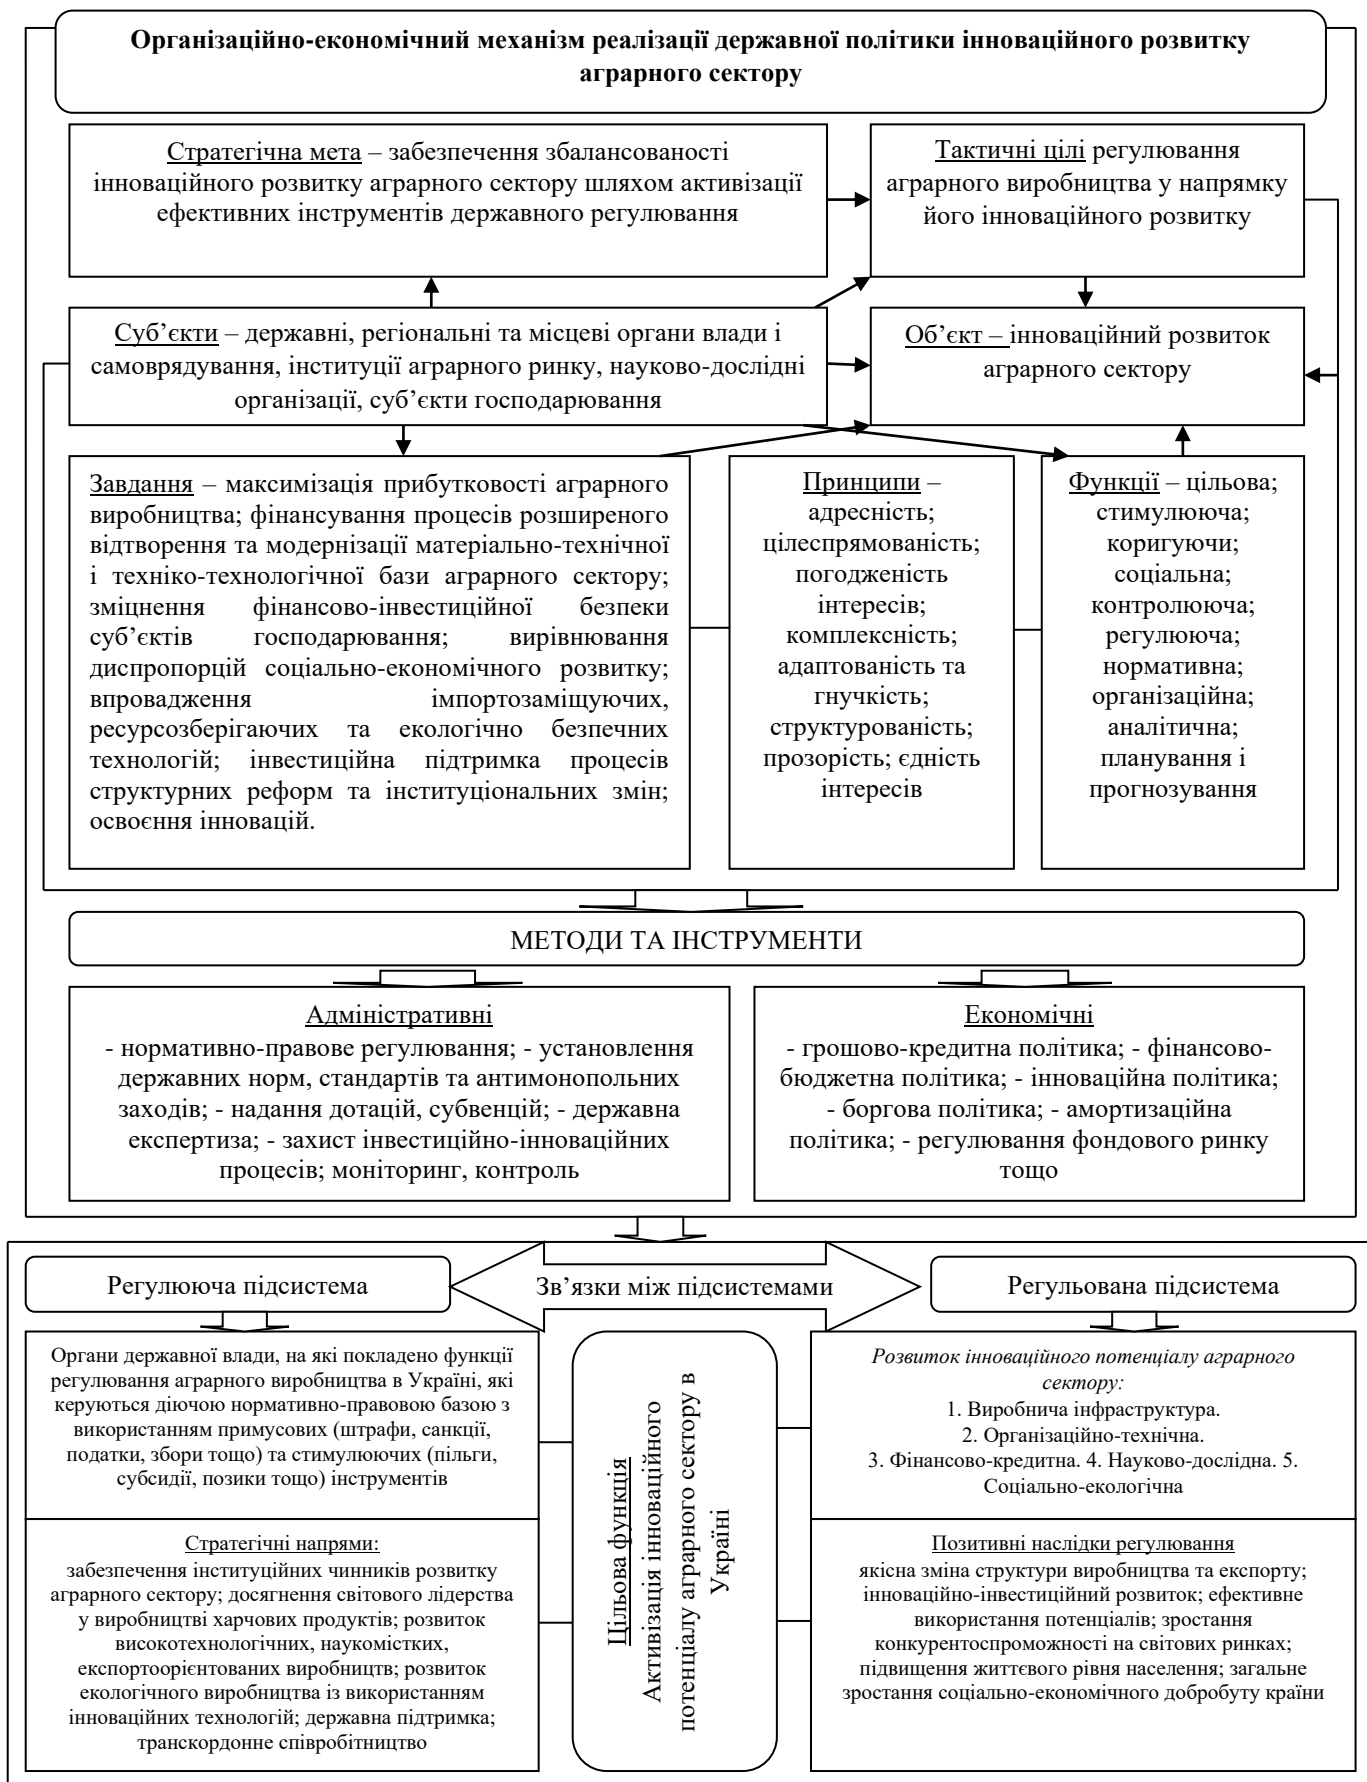 Організаційно-економічний механізм реалізації державної політики інноваційного розвитку
аграрного сектору
Стратегічна мета – забезпечення збалансованості
інноваційного розвитку аграрного сектору шляхом активізації
ефективних інструментів державного регулювання
Тактичні цілі регулювання
аграрного виробництва у напрямку
його інноваційного розвитку
Суб’єкти – державні, регіональні та місцеві органи влади і
самоврядування, інституції аграрного ринку, науково-дослідні
організації, суб’єкти господарювання
Об’єкт – інноваційний розвиток
аграрного сектору
Завдання – максимізація прибутковості аграрного
виробництва; фінансування процесів розширеного
відтворення та модернізації матеріально-технічної
і техніко-технологічної бази аграрного сектору;
зміцнення фінансово-інвестиційної безпеки
суб’єктів господарювання; вирівнювання
диспропорцій соціально-економічного розвитку;
впровадження імпортозаміщуючих,
ресурсозберігаючих та екологічно безпечних
технологій; інвестиційна підтримка процесів
структурних реформ та інституціональних змін;
освоєння інновацій.
Принципи –
адресність;
цілеспрямованість;
погодженість
інтересів;
комплексність;
адаптованість та
гнучкість;
структурованість;
прозорість; єдність
інтересів
Функції – цільова;
стимулююча;
коригуючи;
соціальна;
контролююча;
регулююча;
нормативна;
організаційна;
аналітична;
планування і
прогнозування
МЕТОДИ ТА ІНСТРУМЕНТИ
Адміністративні
- нормативно-правове регулювання; - установлення
державних норм, стандартів та антимонопольних
заходів; - надання дотацій, субвенцій; - державна
експертиза; - захист інвестиційно-інноваційних
процесів; моніторинг, контроль
Економічні
- грошово-кредитна політика; - фінансово-
бюджетна політика; - інноваційна політика;
- боргова політика; - амортизаційна
політика; - регулювання фондового ринку
тощо
Регулююча підсистема
Зв’язки між підсистемами
Регульована підсистема
Органи державної влади, на які покладено функції
регулювання аграрного виробництва в Україні, які
керуються діючою нормативно-правовою базою з
використанням примусових (штрафи, санкції,
податки, збори тощо) та стимулюючих (пільги,
субсидії, позики тощо) інструментів
Стратегічні напрями:
забезпечення інституційних чинників розвитку
аграрного сектору; досягнення світового лідерства
у виробництві харчових продуктів; розвиток
високотехнологічних, наукомістких,
експортоорієнтованих виробництв; розвиток
екологічного виробництва із використанням
інноваційних технологій; державна підтримка;
транскордонне співробітництво
Цільова функція
Активізація інноваційного
потенціалу аграрного сектору в
Україні
Розвиток інноваційного потенціалу аграрного
сектору:
1. Виробнича інфраструктура.
2. Організаційно-технічна.
3. Фінансово-кредитна. 4. Науково-дослідна. 5.
Соціально-екологічна
Позитивні наслідки регулювання
якісна зміна структури виробництва та експорту;
інноваційно-інвестиційний розвиток; ефективне
використання потенціалів; зростання
конкурентоспроможності на світових ринках;
підвищення життєвого рівня населення; загальне
зростання соціально-економічного добробуту країни